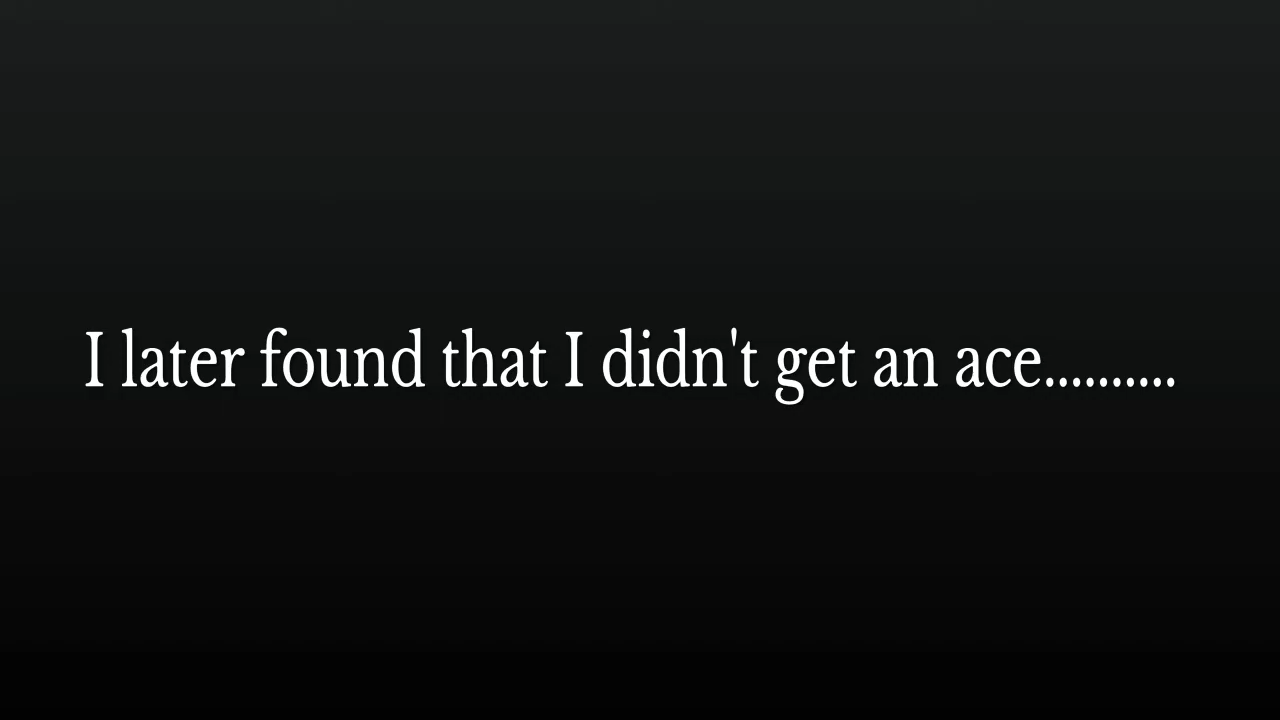 I later found that I didn't get an ace..........